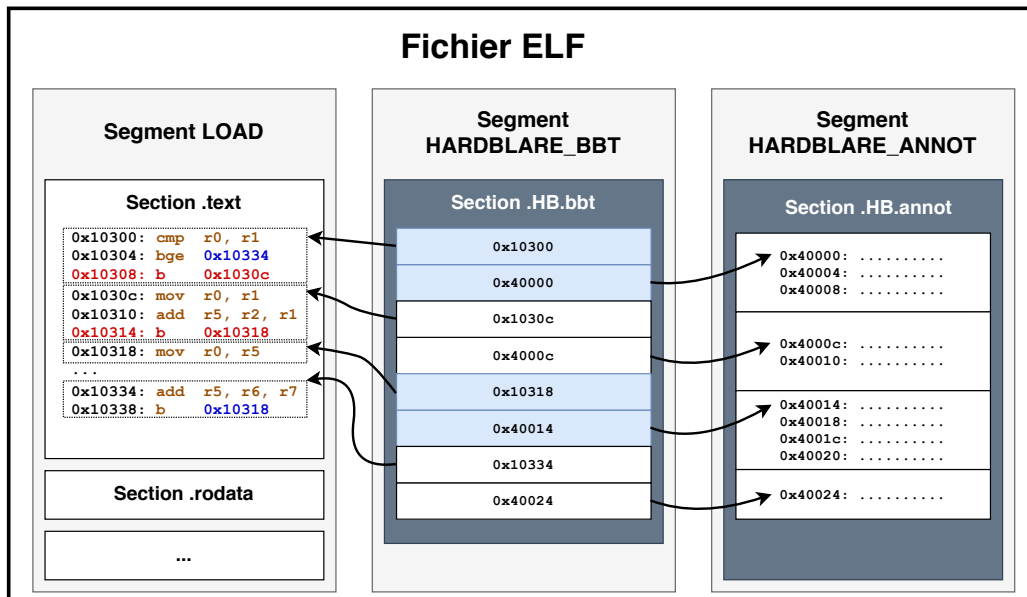 Fichier ELF
Segment LOAD
Section .text
0x10300: cmp r0, r1
0x10304: bge 0x10334
0x10308: b 0x1030c
0x1030c: mov r0, r1
0x10310: add r5, r2, r1
0x10314: b 0x10318
0x10318: mov r0, r5
...
0x10334: add r5, r6, r7
0x10338: b 0x10318
Section .rodata
...
Segment
HARDBLARE_BBT
Section .HB.bbt
0x10300
0x40000
0x1030c
0x4000c
0x10318
0x40014
0x10334
0x40024
Segment
HARDBLARE_ANNOT
Section .HB.annot
0x40000: ..........
0x40004: ..........
0x40008: ..........
0x4000c: ..........
0x40010: ..........
0x40014: ..........
0x40018: ..........
0x4001c: ..........
0x40020: ..........
0x40024: ..........